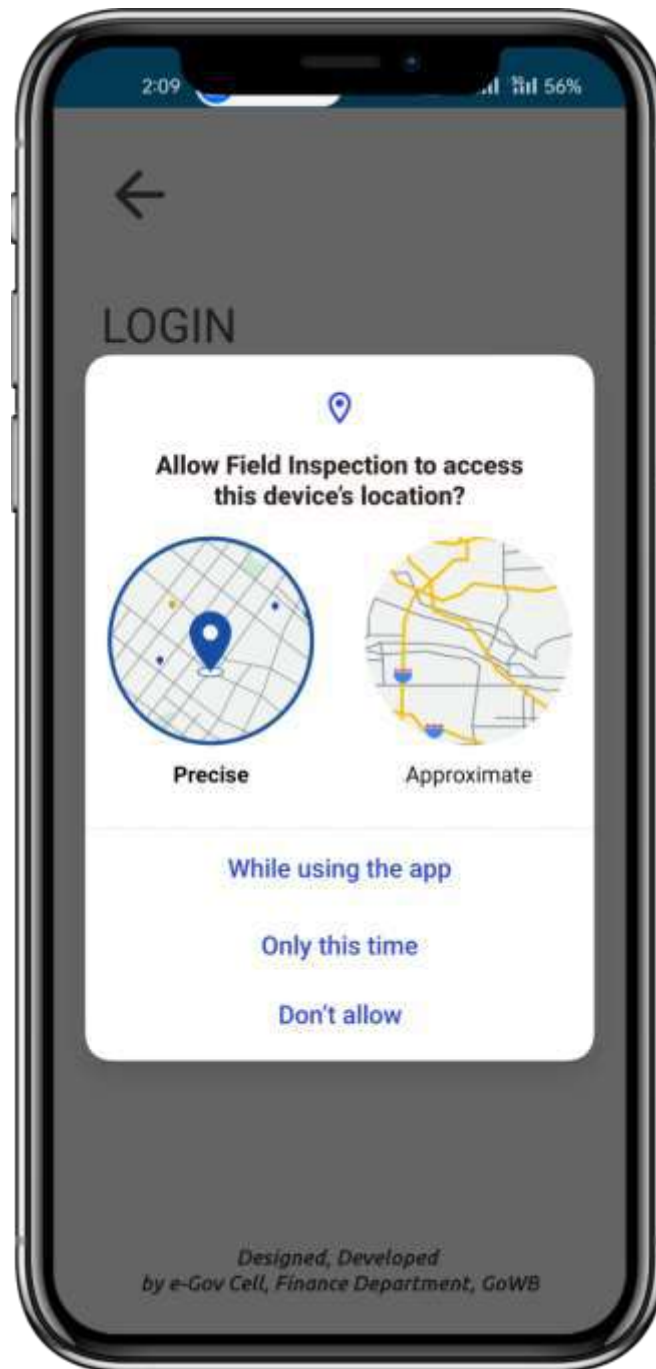 2:09
56%
LOGIN
Allow Field Inspection to access
this device's location?
Precise
Approximate
While using the app
Only this time
Don't allow
Designed, Developed
by e-Gov Cell, Finance Department, GoWB